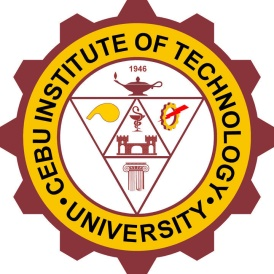 CEBU INSTITUTE OF TECHNOLOGY
• UNIVERSITY •
1946